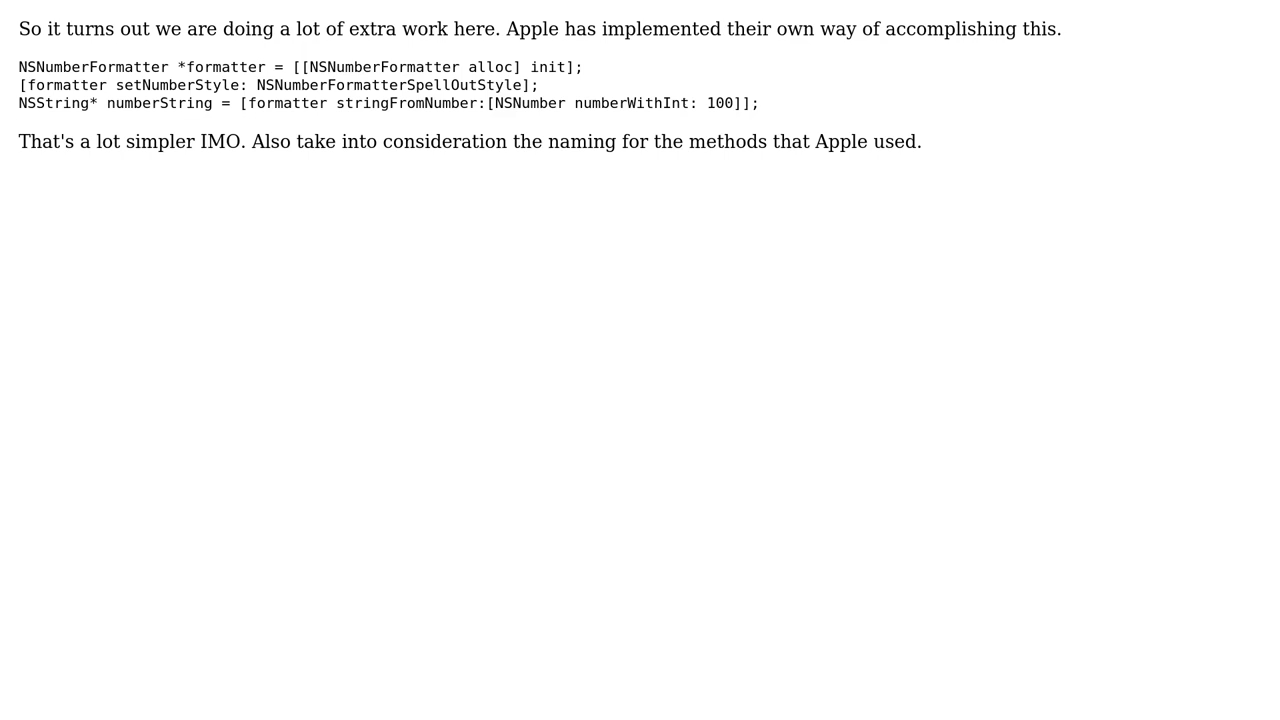 So it turns out we are doing a lot of extra work here. Apple has implemented their own way of accomplishing this.
NSNumberFormatter *formatter = [[NSNumberFormatter alloc] init];
[formatter setNumberStyle: NSNumberFormatterSpellOutStyle];
NSString* numberString = [formatter stringFromNumber:[NSNumber numberWithInt: 100]];
That's a lot simpler IMO. Also take into consideration the naming for the methods that Apple used.